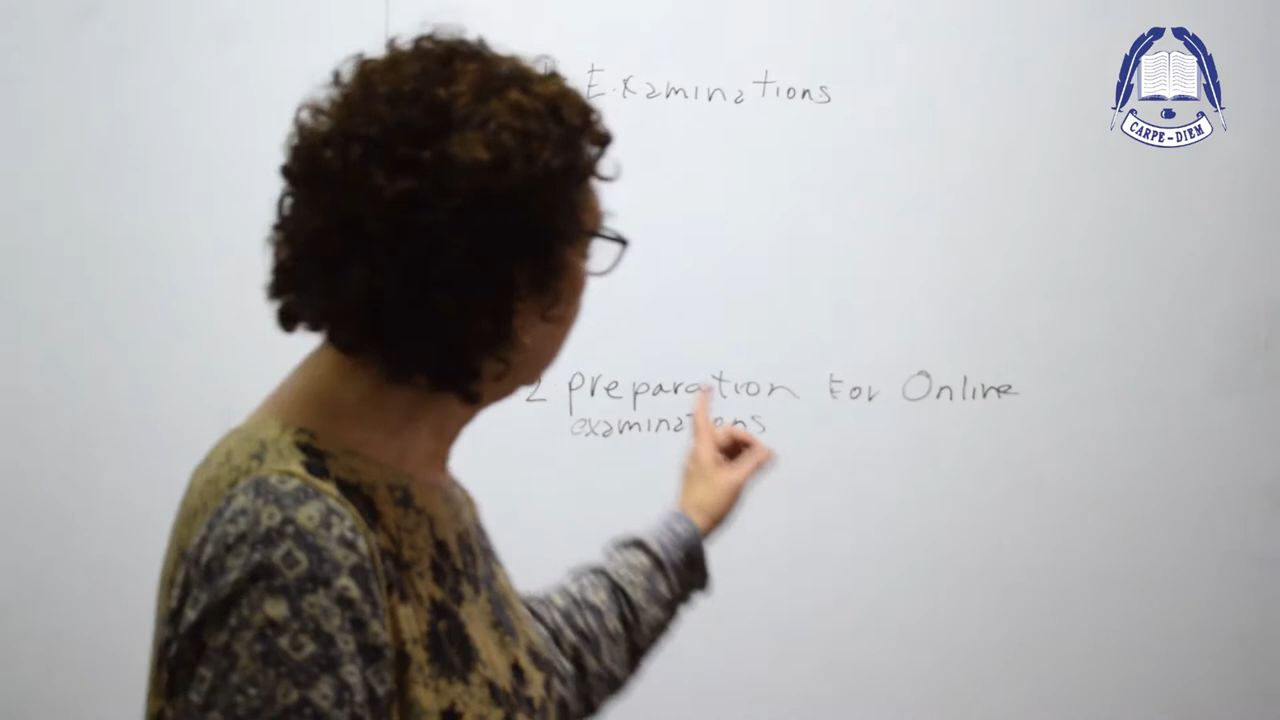 Examinations
2 preparation for Online
examinations
CARPE-DIEM